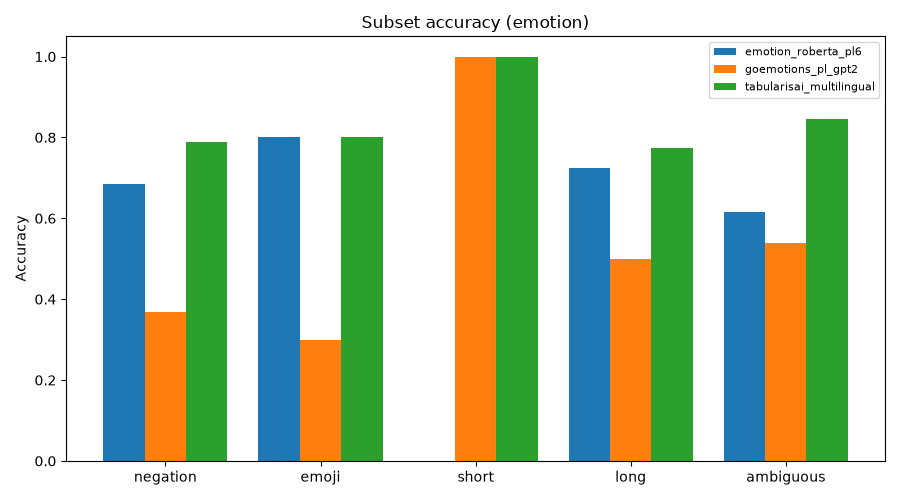 Subset accuracy (emotion)
emotion_roberta_pl6
goemotions_pl_gpt2
tabularisai_multilingual
Accuracy
1.0
0.8
0.6
0.4
0.2
0.0
negation emoji short long ambiguous